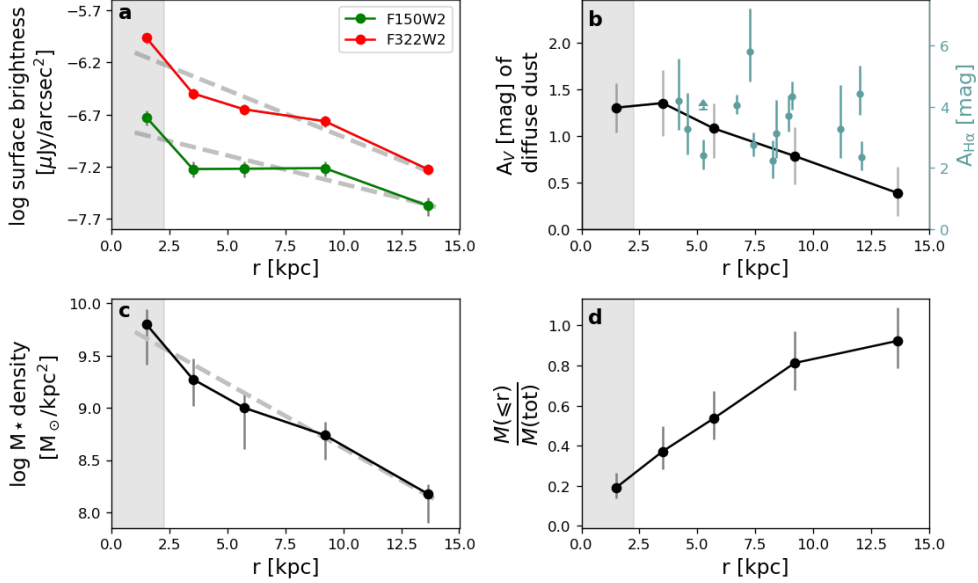 a
F150W2
F322W2
log surface brightness
[μJy/arcsec²]
−5.7
−6.2
−6.7
−7.2
−7.7
0.0 2.5 5.0 7.5 10.0 12.5 15.0
r [kpc]
b
A_V [mag] of
diffuse dust
2.0
1.5
1.0
0.5
0.0
6
4
2
0
A_Hα [mag]
0.0 2.5 5.0 7.5 10.0 12.5 15.0
r [kpc]
c
log M⋆ density
[M⊙/kpc²]
10.0
9.5
9.0
8.5
8.0
0.0 2.5 5.0 7.5 10.0 12.5 15.0
r [kpc]
d
M(⩽r)
M(tot)
1.0
0.8
0.6
0.4
0.2
0.0
0.0 2.5 5.0 7.5 10.0 12.5 15.0
r [kpc]